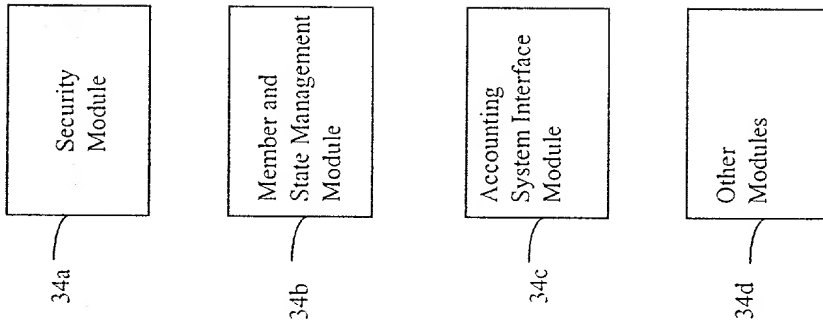 Security
Module
34a
Member and
State Management
Module
34b
Accounting
System Interface
Module
34c
Other
Modules
34d